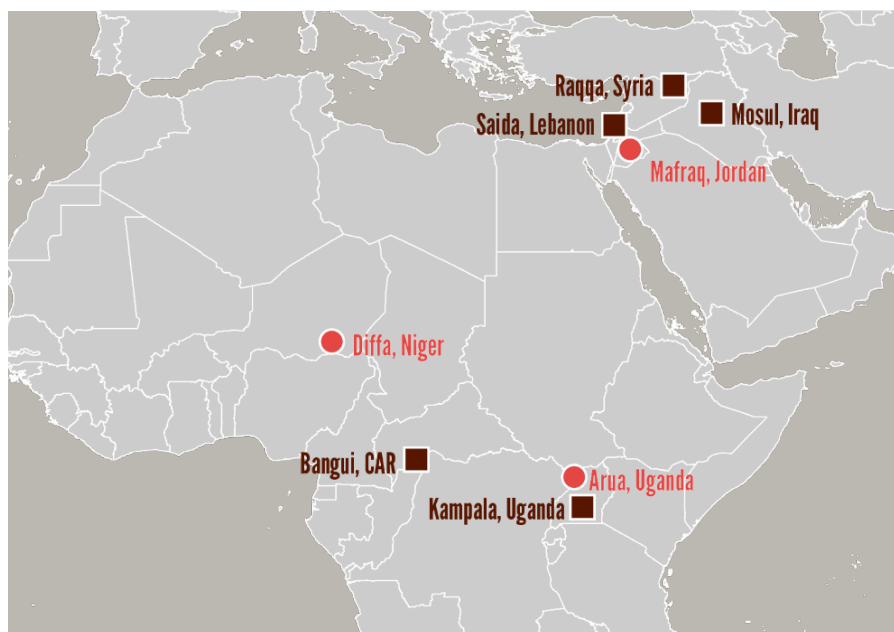 Raqqa, Syria
Mosul, Iraq
Saida, Lebanon
Mafraq, Jordan
Diffa, Niger
Bangui, CAR
Arua, Uganda
Kampala, Uganda